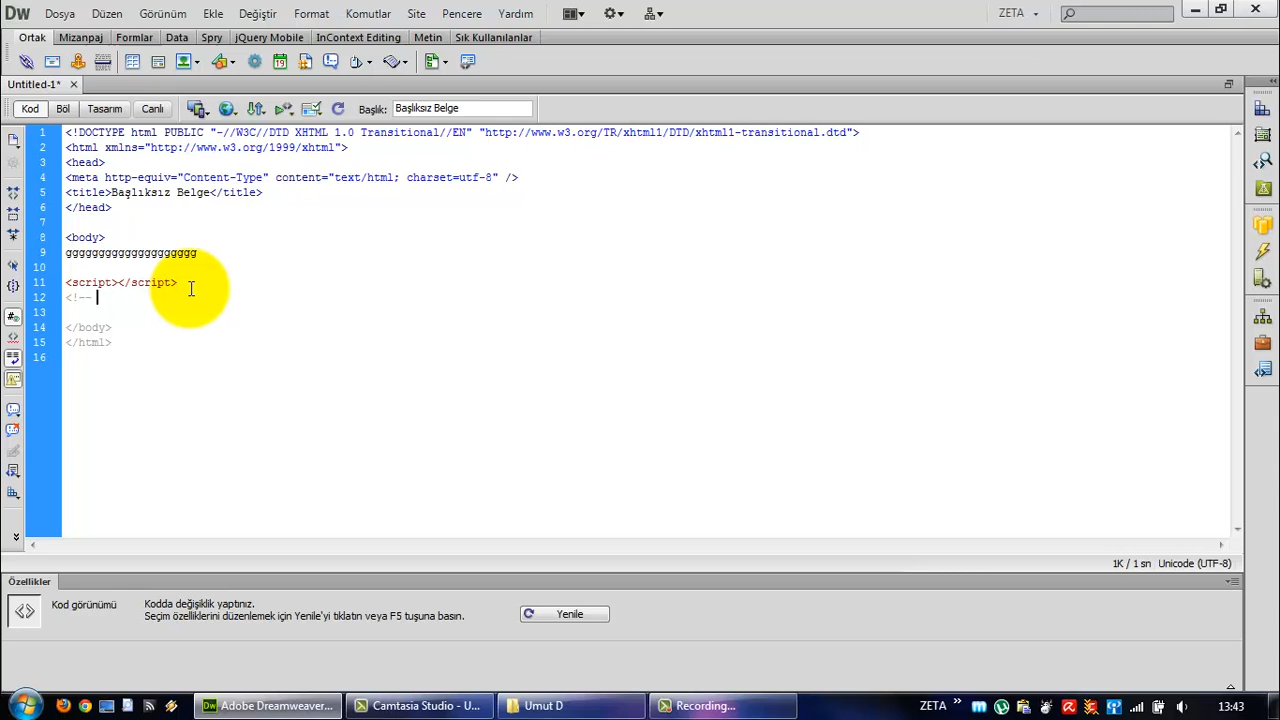 Dw Dosya Düzen Görünüm Ekle Değiştir Format Komutlar Site Pencere Yardım ZETA
Ortak Mizanpaj Formlar Data Spry jQuery Mobile InContext Editing Metin Sık Kullanılanlar
Untitled-1* ×
Kod Böl Tasarım Canlı Başlık: Başlıksız Belge
1 <!DOCTYPE html PUBLIC "-//W3C//DTD XHTML 1.0 Transitional//EN" "http://www.w3.org/TR/xhtml1/DTD/xhtml1-transitional.dtd">
2 <html xmlns="http://www.w3.org/1999/xhtml">
3 <head>
4 <meta http-equiv="Content-Type" content="text/html; charset=utf-8" />
5 <title>Başlıksız Belge</title>
6 </head>
7
8 <body>
9 gggggggggggggggggggg
10
11 <script></script>
12 <!--
13
14 </body>
15 </html>
16
1K / 1 sn Unicode (UTF-8)
Özellikler
Kod görünümü Kodda değişiklik yaptınız. Yenile
Seçim özelliklerini düzenlemek için Yenile'yi tıklatın veya F5 tuşuna basın.
Dw Adobe Dreamweaver... Camtasia Studio - U... Umut D Recording... ZETA » 13:43